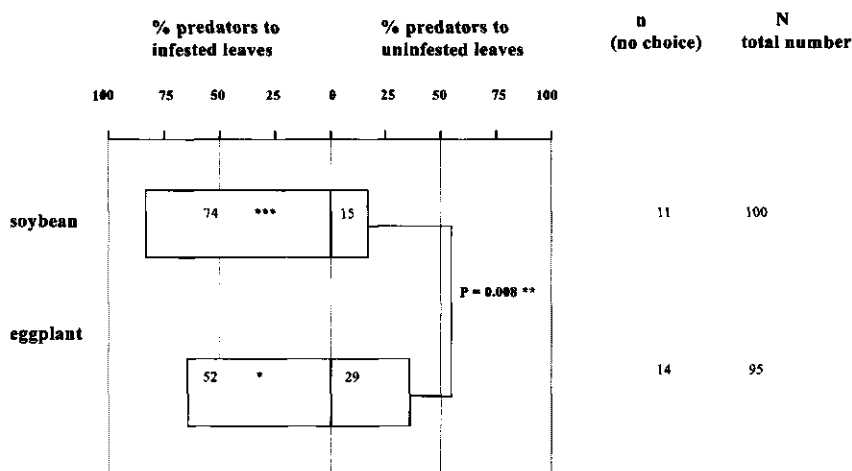 % predators to % predators to n N
infested leaves uninfested leaves (no choice) total number
100 75 50 25 0 25 50 75 100
soybean 74 *** 15 11 100
P = 0.008 **
eggplant
52 * 29 14 95